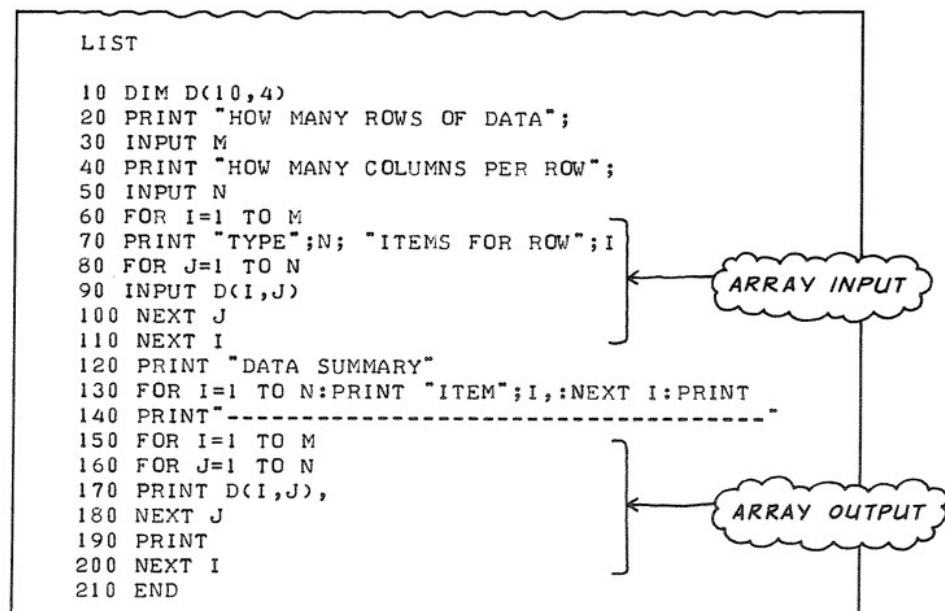 LIST
10 DIM D(10,4)
20 PRINT "HOW MANY ROWS OF DATA";
30 INPUT M
40 PRINT "HOW MANY COLUMNS PER ROW";
50 INPUT N
60 FOR I=1 TO M
70 PRINT "TYPE";N; "ITEMS FOR ROW";I
80 FOR J=1 TO N
90 INPUT D(I,J)
100 NEXT J
110 NEXT I
ARRAY INPUT
120 PRINT "DATA SUMMARY"
130 FOR I=1 TO N:PRINT "ITEM";I,:NEXT I:PRINT
140 PRINT"------------------------------------"
150 FOR I=1 TO M
160 FOR J=1 TO N
170 PRINT D(I,J),
180 NEXT J
190 PRINT
200 NEXT I
ARRAY OUTPUT
210 END